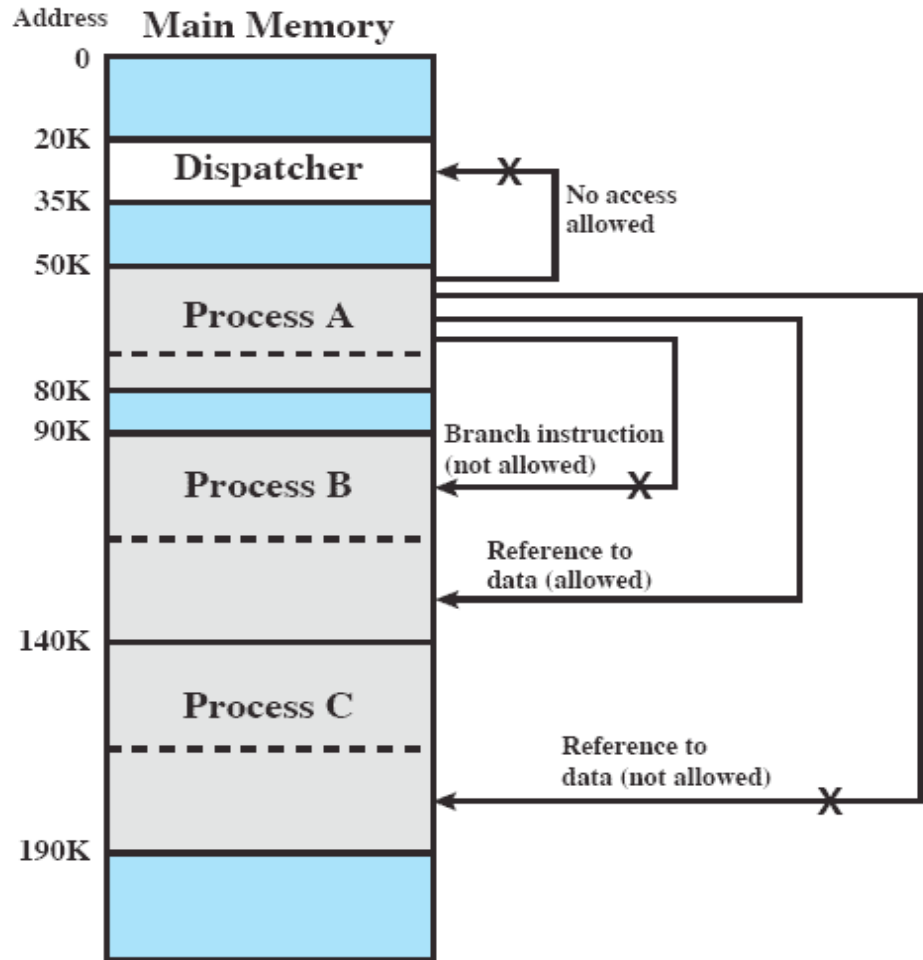 Address
Main Memory
0
20K
Dispatcher
X
No access
allowed
35K
50K
Process A
80K
90K
Branch instruction
(not allowed)
X
Process B
Reference to
data (allowed)
140K
Process C
Reference to
data (not allowed)
X
190K